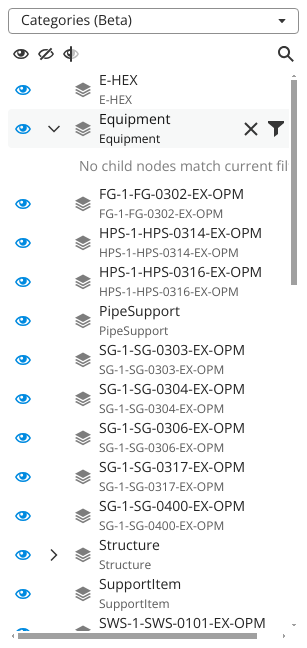 Categories (Beta)
E-HEX
E-HEX
Equipment
Equipment
No child nodes match current fil
FG-1-FG-0302-EX-OPM
FG-1-FG-0302-EX-OPM
HPS-1-HPS-0314-EX-OPM
HPS-1-HPS-0314-EX-OPM
HPS-1-HPS-0316-EX-OPM
HPS-1-HPS-0316-EX-OPM
PipeSupport
PipeSupport
SG-1-SG-0303-EX-OPM
SG-1-SG-0303-EX-OPM
SG-1-SG-0304-EX-OPM
SG-1-SG-0304-EX-OPM
SG-1-SG-0306-EX-OPM
SG-1-SG-0306-EX-OPM
SG-1-SG-0317-EX-OPM
SG-1-SG-0317-EX-OPM
SG-1-SG-0400-EX-OPM
SG-1-SG-0400-EX-OPM
Structure
Structure
SupportItem
SupportItem
SWS-1-SWS-0101-EX-OPM